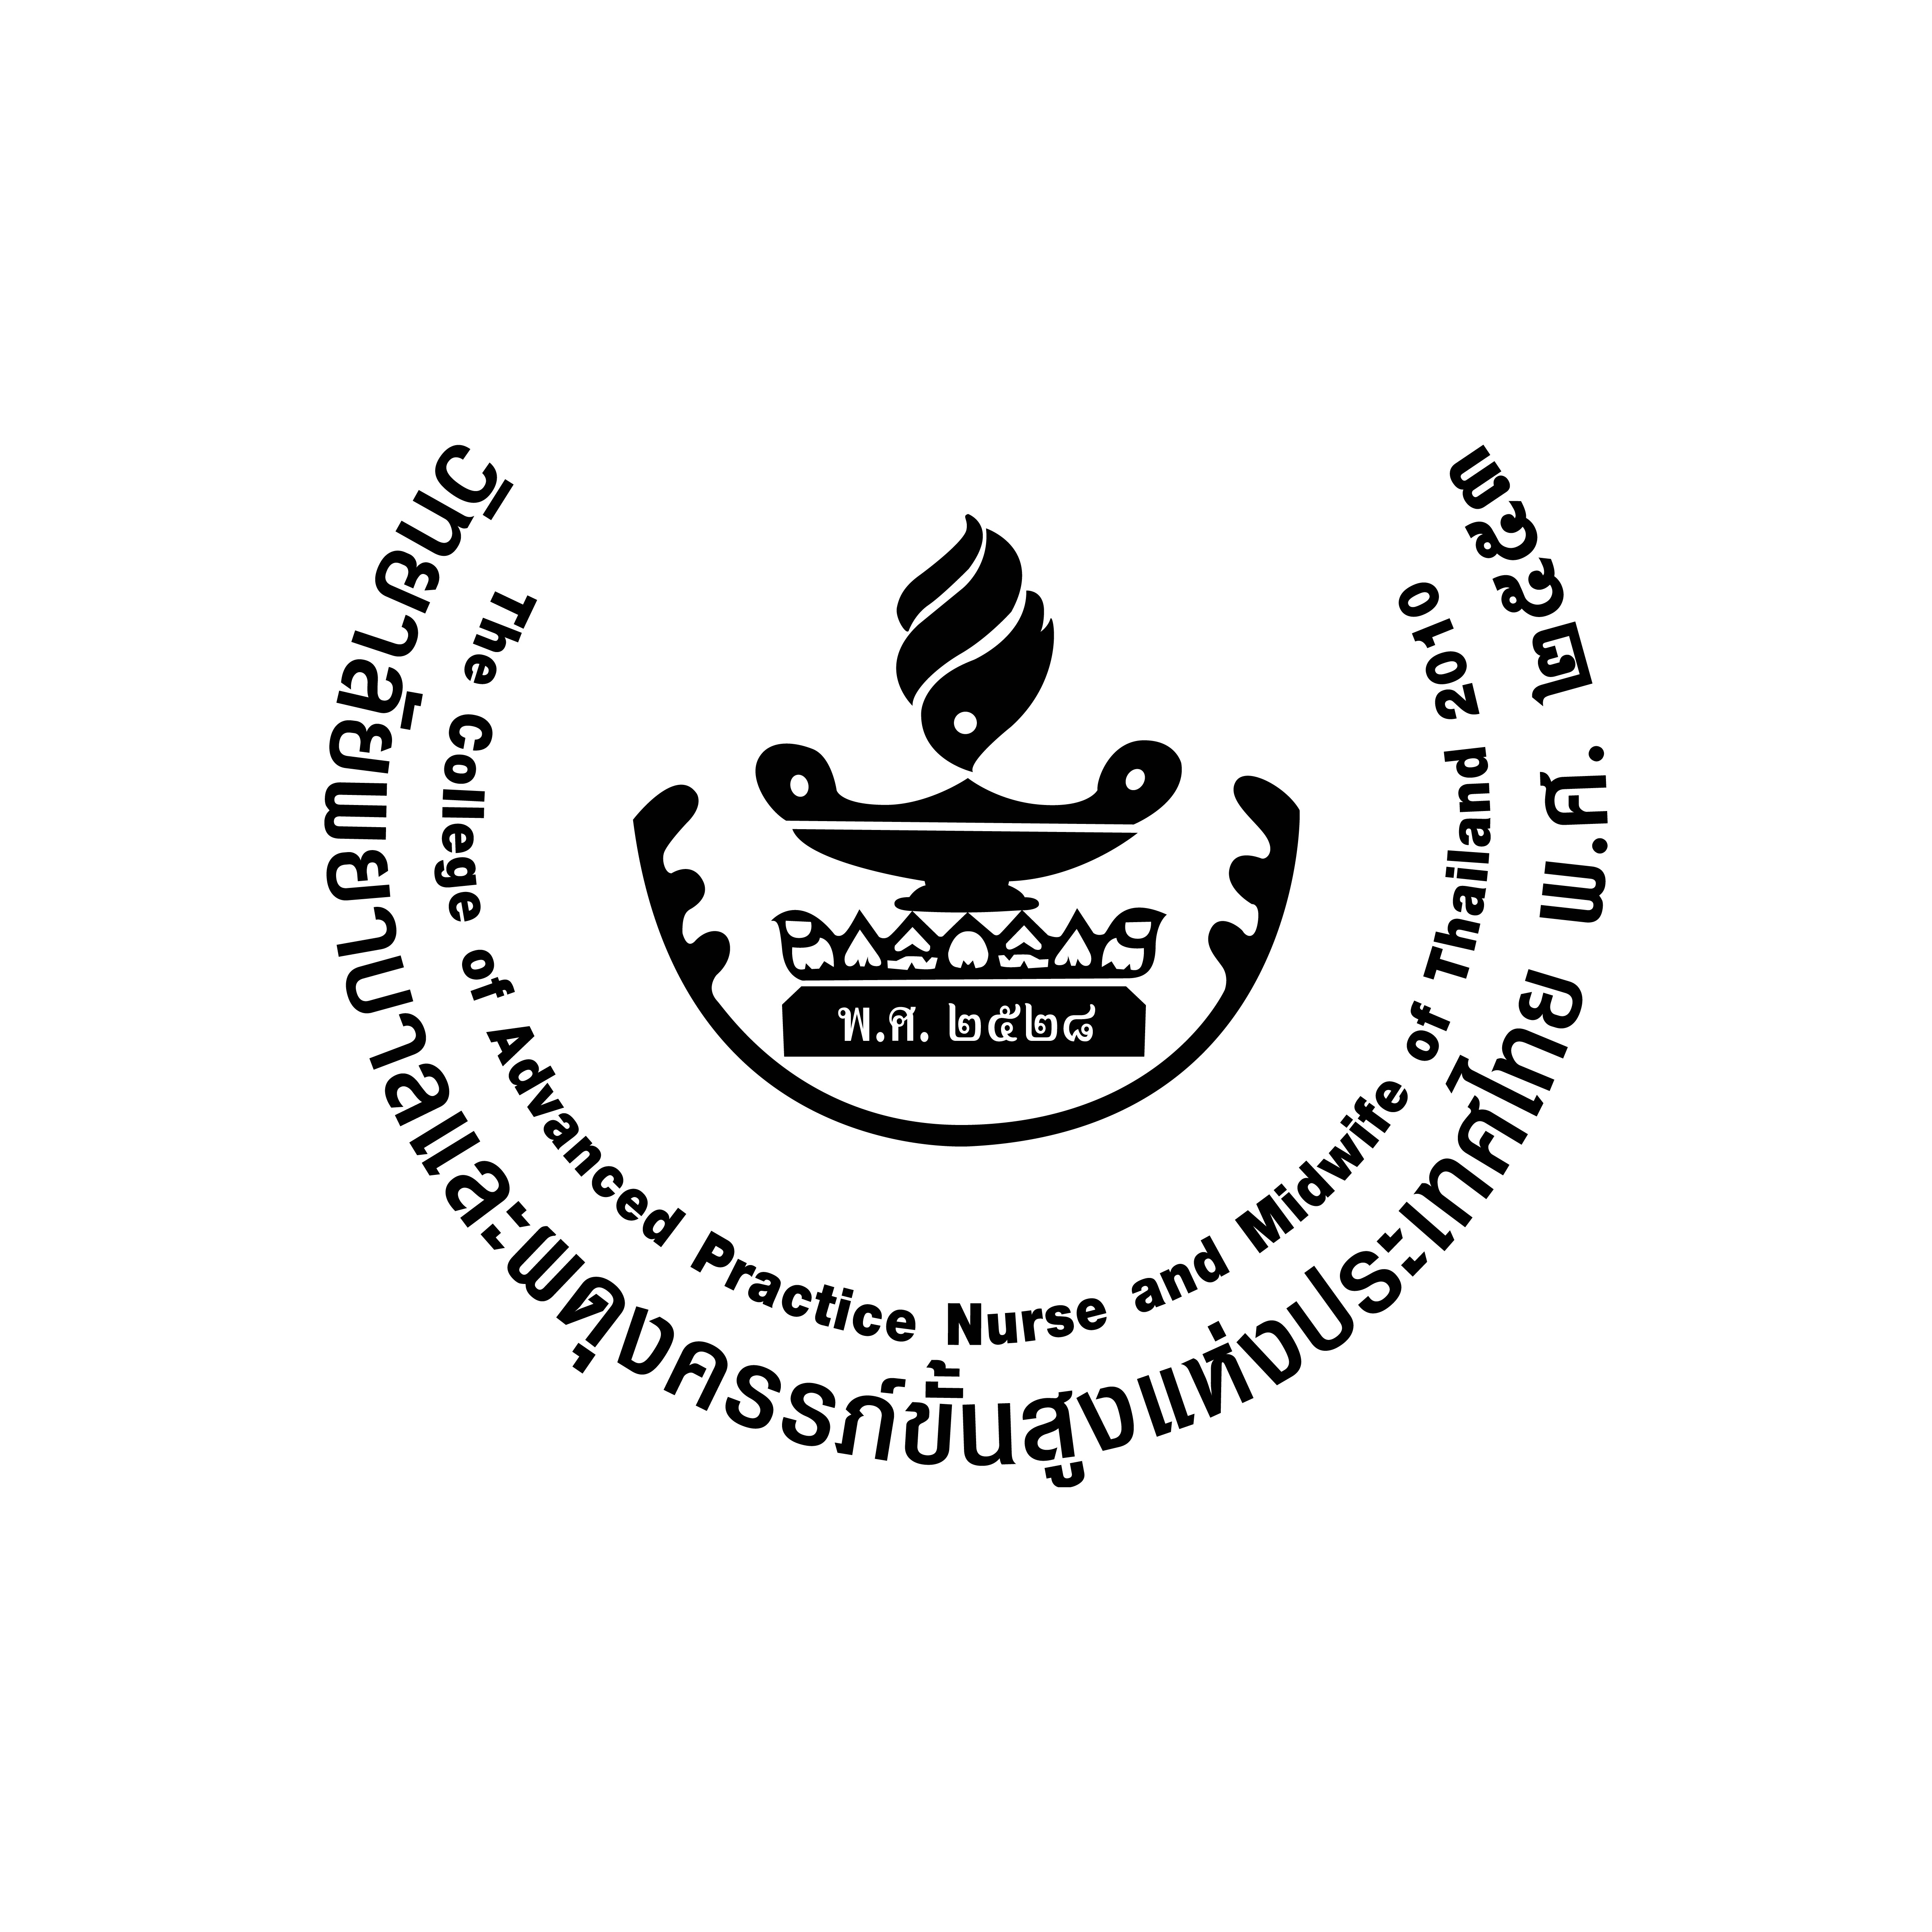 วิทยาลัยพยาบาลและผดุงครรภ์ขั้นสูงแห่งประเทศไทย พ.ศ. ๒๕๕๓
The College of Advanced Practice Nurse and Midwife of Thailand 2010
พ.ศ. ๒๕๒๘